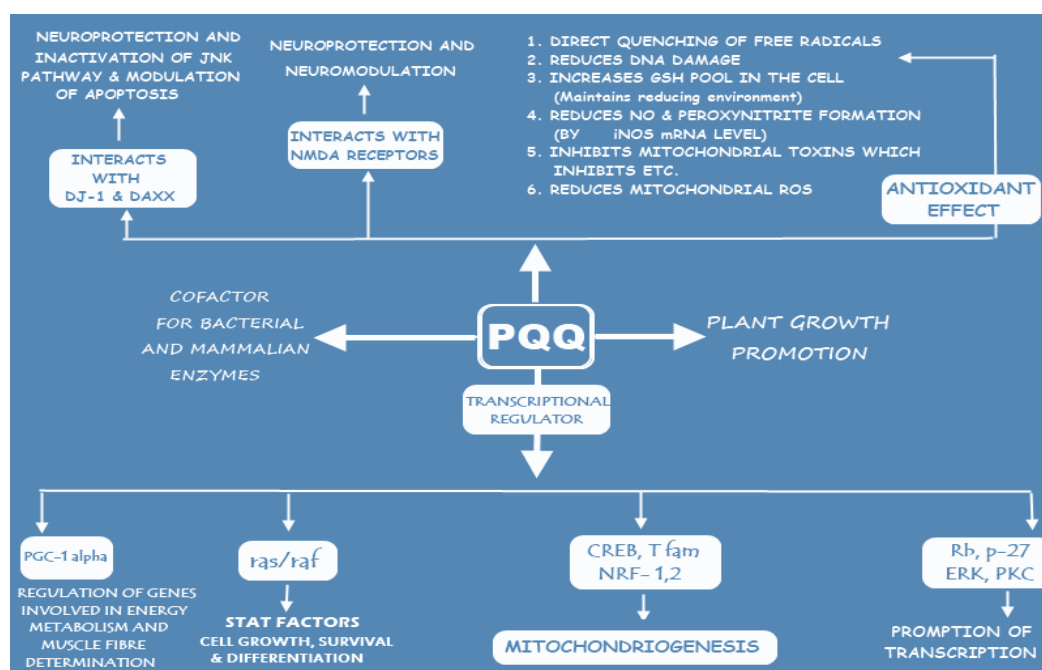 NEUROPROTECTION AND
INACTIVATION OF JNK
PATHWAY & MODULATION
OF APOPTOSIS
INTERACTS
WITH
DJ-1 & DAXX
NEUROPROTECTION AND
NEUROMODULATION
INTERACTS WITH
NMDA RECEPTORS
1. DIRECT QUENCHING OF FREE RADICALS
2. REDUCES DNA DAMAGE
3. INCREASES GSH POOL IN THE CELL
(Maintains reducing environment)
4. REDUCES NO & PEROXYNITRITE FORMATION
(BY iNOS mRNA LEVEL)
5. INHIBITS MITOCHONDRIAL TOXINS WHICH
INHIBITS ETC.
6. REDUCES MITOCHONDRIAL ROS
ANTIOXIDANT
EFFECT
COFACTOR
FOR BACTERIAL
AND MAMMALIAN
ENZYMES
PQQ
PLANT GROWTH
PROMOTION
TRANSCRIPTIONAL
REGULATOR
PGC-1 alpha
REGULATION OF GENES
INVOLVED IN ENERGY
METABOLISM AND
MUSCLE FIBRE
DETERMINATION
ras/raf
STAT FACTORS
CELL GROWTH, SURVIVAL
& DIFFERENTIATION
CREB, T fam
NRF-1,2
MITOCHONDRIOGENESIS
Rb, p-27
ERK, PKC
PROMPTION OF
TRANSCRIPTION